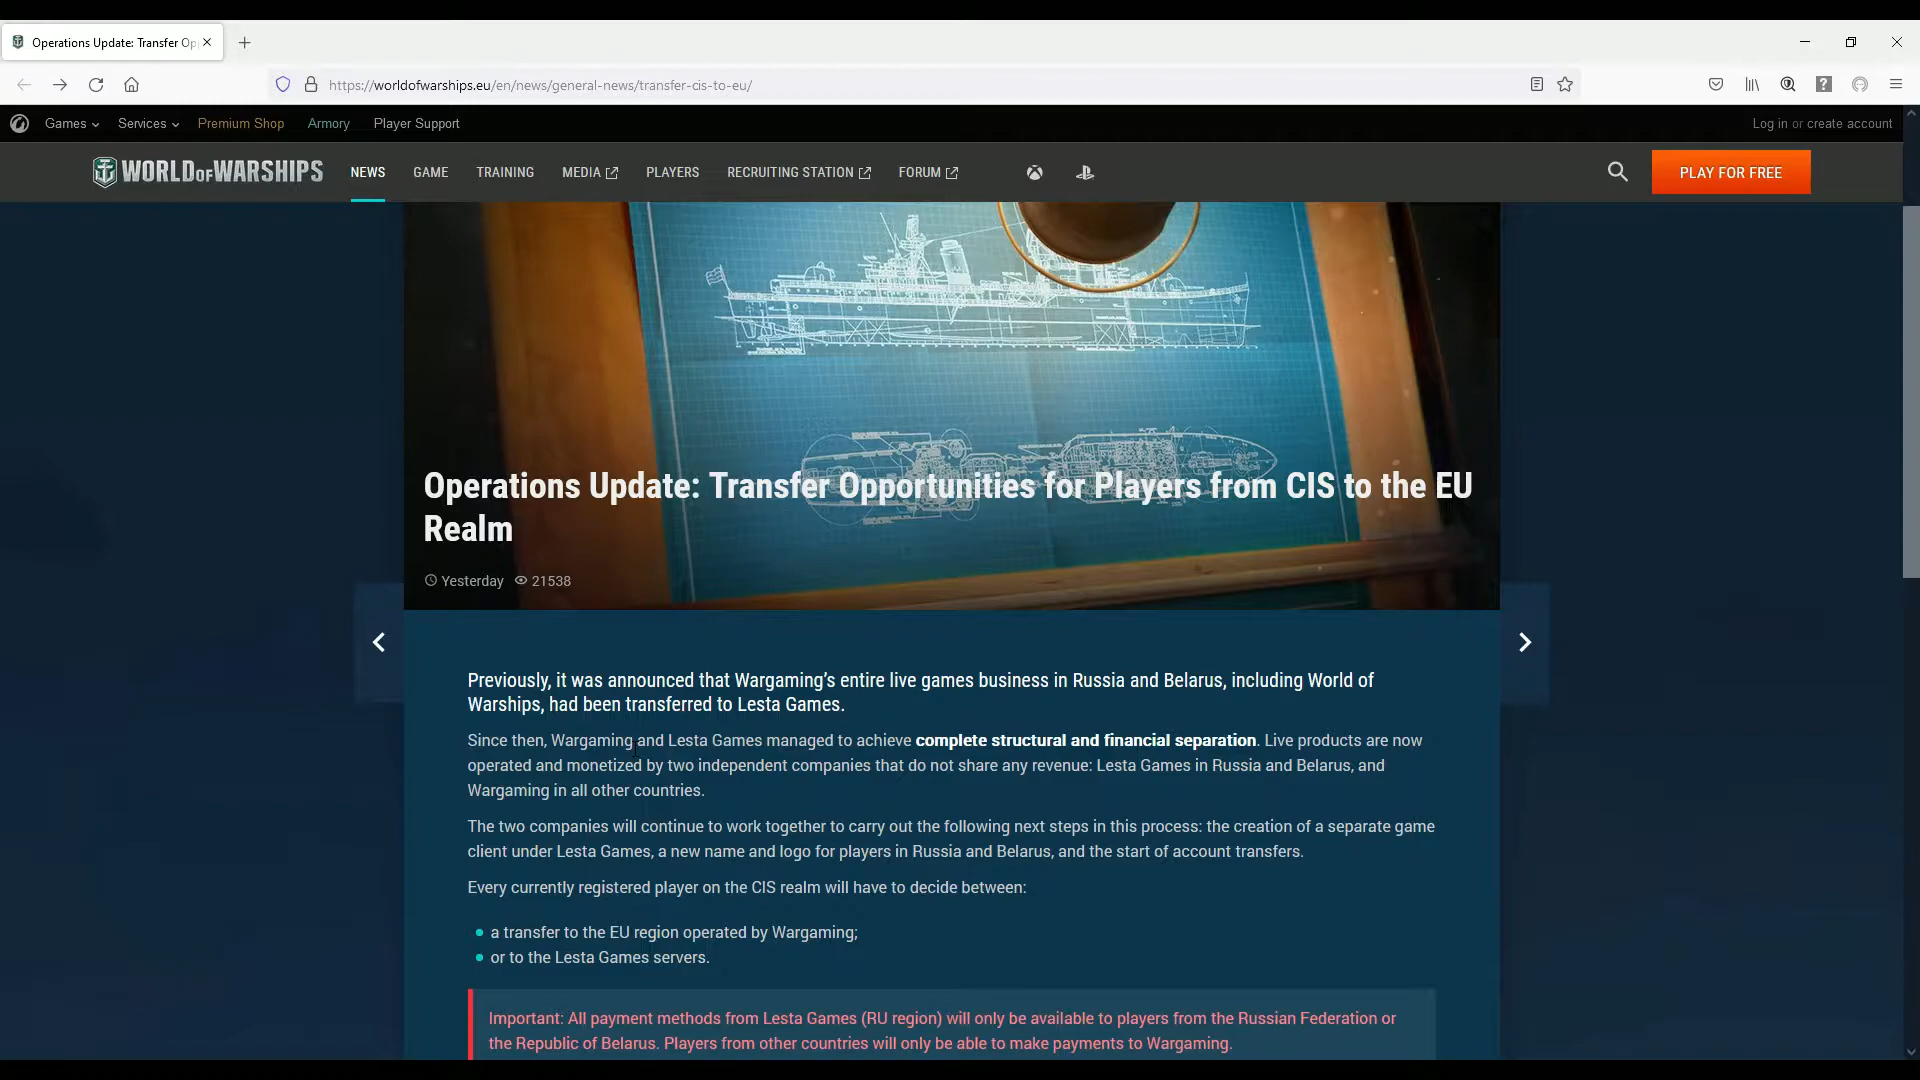 Operations Update: Transfer Op
https://worldofwarships.eu/en/news/general-news/transfer-cis-to-eu/
Games Services Premium Shop Armory Player Support Log in or create account
WORLD OF WARSHIPS NEWS GAME TRAINING MEDIA PLAYERS RECRUITING STATION FORUM PLAY FOR FREE
Operations Update: Transfer Opportunities for Players from CIS to the EU
Realm
Yesterday 21538
Previously, it was announced that Wargaming's entire live games business in Russia and Belarus, including World of
Warships, had been transferred to Lesta Games.
Since then, Wargaming and Lesta Games managed to achieve complete structural and financial separation. Live products are now
operated and monetized by two independent companies that do not share any revenue: Lesta Games in Russia and Belarus, and
Wargaming in all other countries.
The two companies will continue to work together to carry out the following next steps in this process: the creation of a separate game
client under Lesta Games, a new name and logo for players in Russia and Belarus, and the start of account transfers.
Every currently registered player on the CIS realm will have to decide between:
a transfer to the EU region operated by Wargaming;
or to the Lesta Games servers.
Important: All payment methods from Lesta Games (RU region) will only be available to players from the Russian Federation or
the Republic of Belarus. Players from other countries will only be able to make payments to Wargaming.